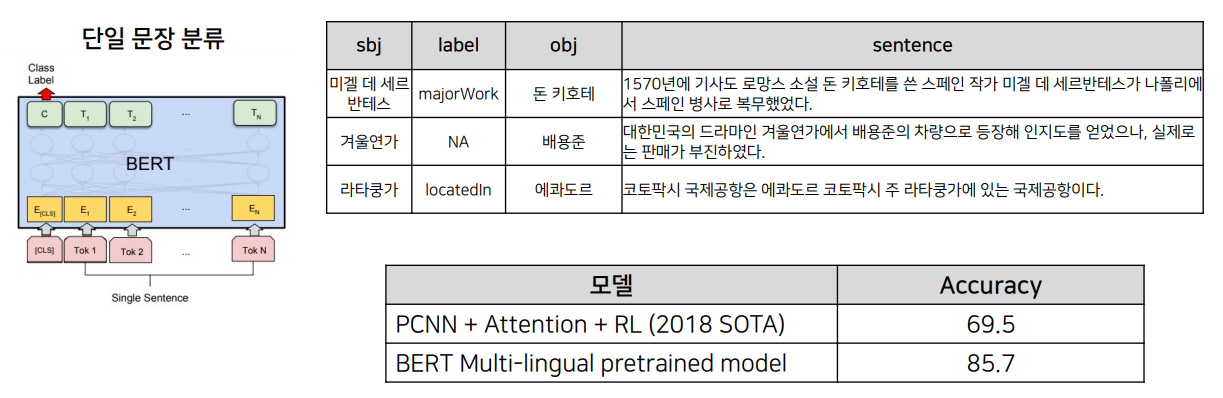 단일 문장 분류
Class
Label
C T1 T2 ... TN
BERT
E[CLS] E1 E2 ... EN
[CLS] Tok 1 Tok 2 ... Tok N
Single Sentence
sbj label obj sentence
미겔 데 세르반테스 majorWork 돈 키호테 1570년에 기사도 로망스 소설 돈 키호테를 쓴 스페인 작가 미겔 데 세르반테스가 나폴리에서 스페인 병사로 복무했었다.
겨울연가 NA 배용준 대한민국의 드라마인 겨울연가에서 배용준의 차량으로 등장해 인지도를 얻었으나, 실제로는 판매가 부진하였다.
라타쿵가 locatedIn 에콰도르 코토팍시 국제공항은 에콰도르 코토팍시 주 라타쿵가에 있는 국제공항이다.
모델 Accuracy
PCNN + Attention + RL (2018 SOTA) 69.5
BERT Multi-lingual pretrained model 85.7